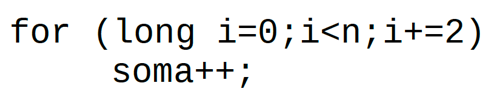 for (long i=0;i<n;i+=2)
soma++;